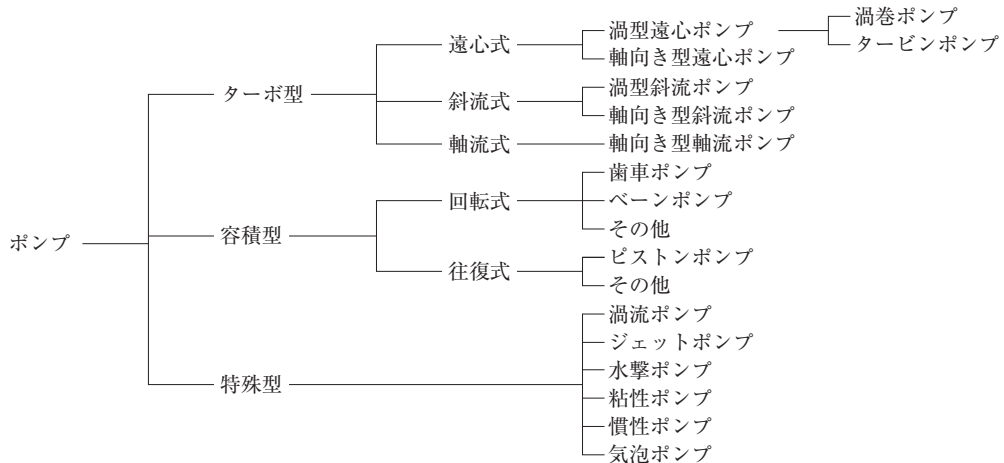 ポンプ
ターボ型
遠心式
渦型遠心ポンプ
渦巻ポンプ
タービンポンプ
軸向き型遠心ポンプ
斜流式
渦型斜流ポンプ
軸向き型斜流ポンプ
軸流式
軸向き型軸流ポンプ
容積型
回転式
歯車ポンプ
ベーンポンプ
その他
往復式
ピストンポンプ
その他
特殊型
渦流ポンプ
ジェットポンプ
水撃ポンプ
粘性ポンプ
慣性ポンプ
気泡ポンプ